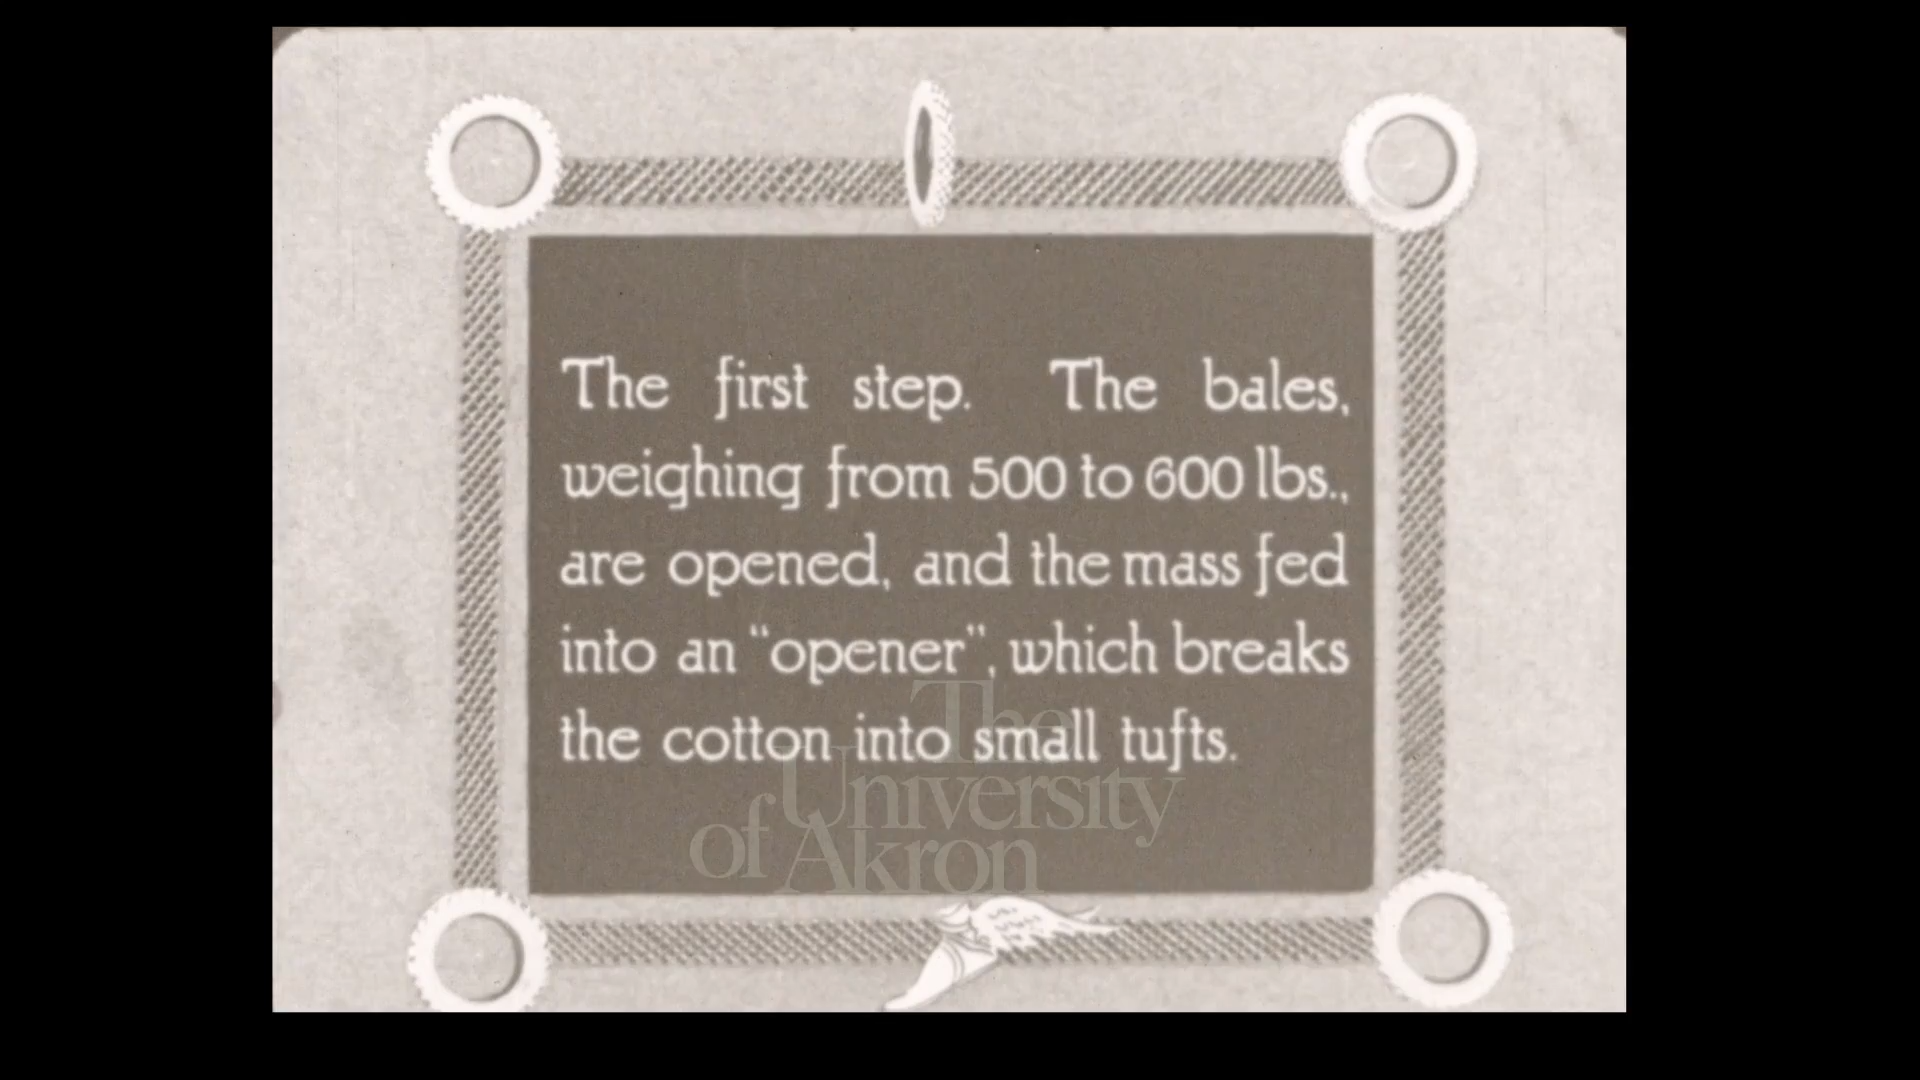 The first step. The bales,
weighing from 500 to 600 lbs.,
are opened, and the mass fed
into an "opener", which breaks
the cotton into small tufts.
The
University
of Akron